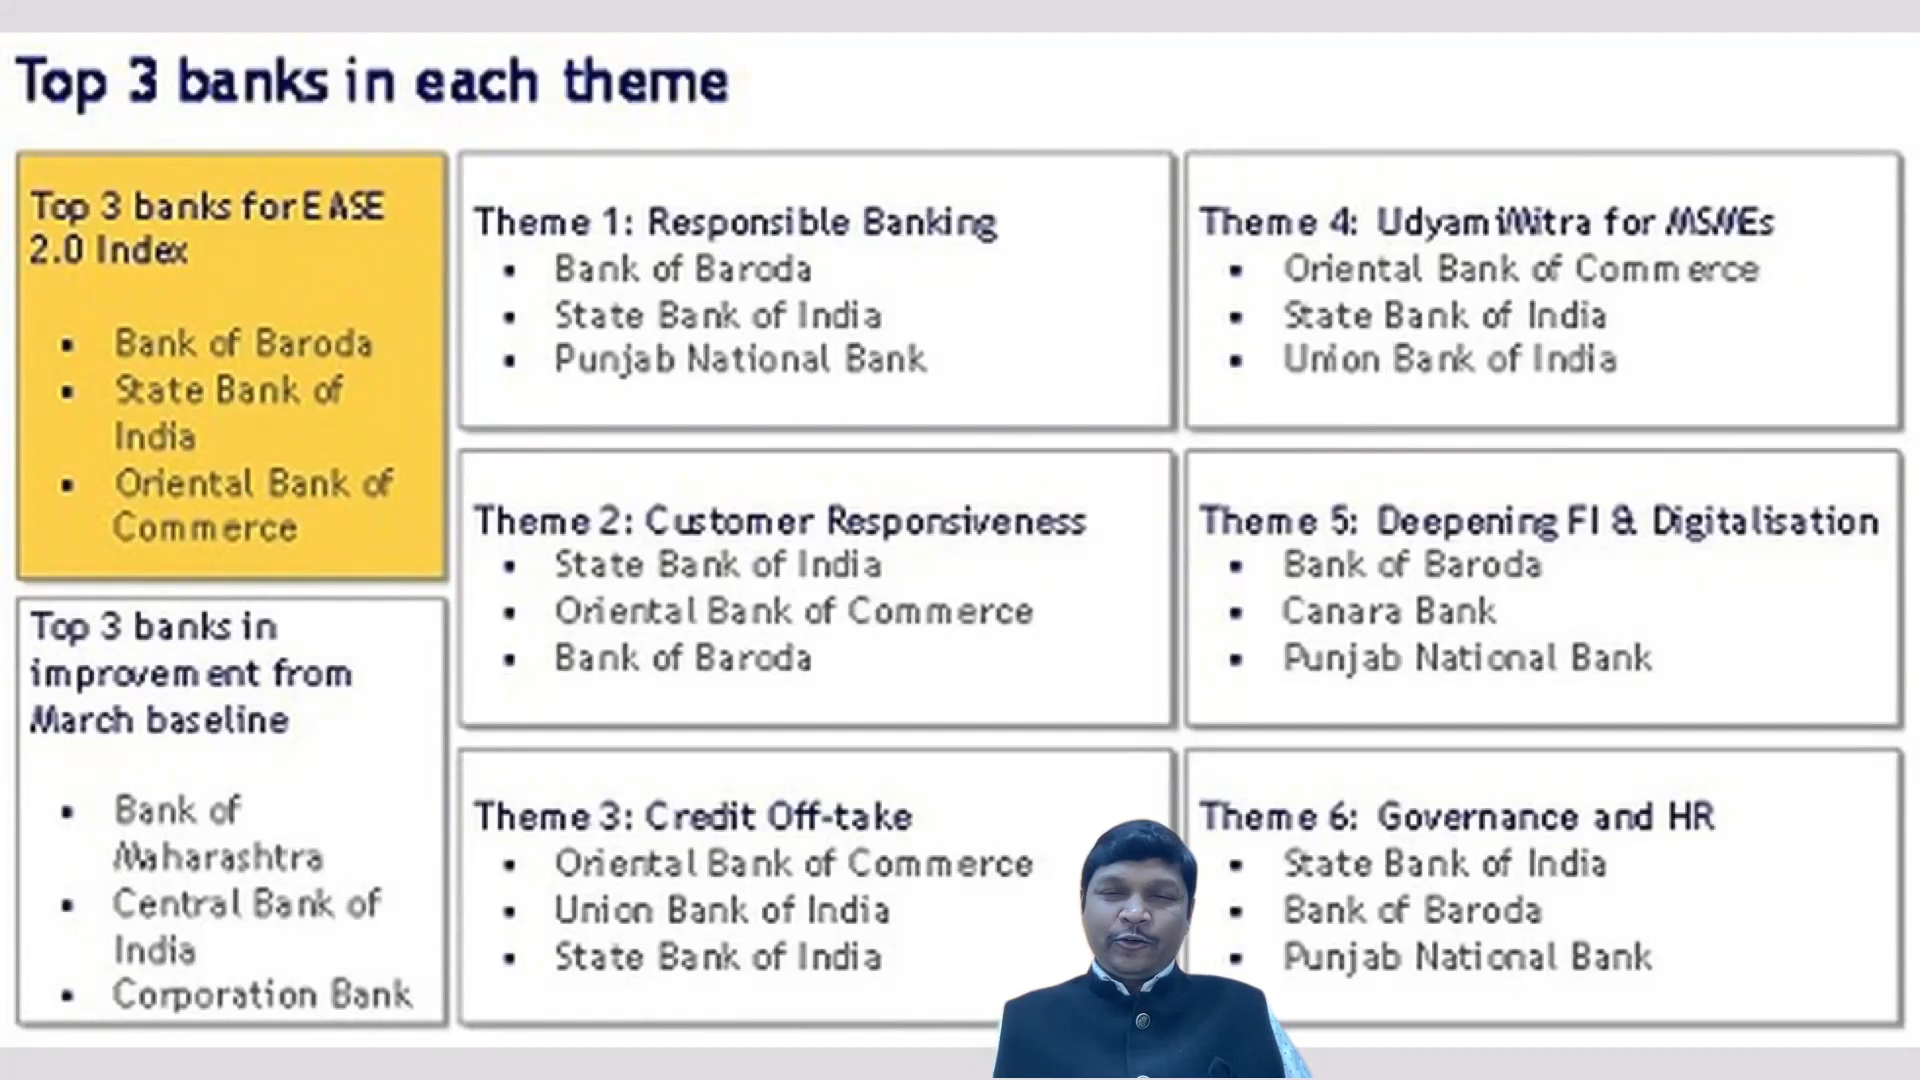 Top 3 banks in each theme
Top 3 banks for EASE
2.0 Index
▪ Bank of Baroda
▪ State Bank of
India
▪ Oriental Bank of
Commerce
Top 3 banks in
improvement from
March baseline
▪ Bank of
Maharashtra
▪ Central Bank of
India
▪ Corporation Bank
Theme 1: Responsible Banking
▪ Bank of Baroda
▪ State Bank of India
▪ Punjab National Bank
Theme 2: Customer Responsiveness
▪ State Bank of India
▪ Oriental Bank of Commerce
▪ Bank of Baroda
Theme 3: Credit Off-take
▪ Oriental Bank of Commerce
▪ Union Bank of India
▪ State Bank of India
Theme 4: UdyamiMitra for MSMEs
▪ Oriental Bank of Commerce
▪ State Bank of India
▪ Union Bank of India
Theme 5: Deepening FI & Digitalisation
▪ Bank of Baroda
▪ Canara Bank
▪ Punjab National Bank
Theme 6: Governance and HR
▪ State Bank of India
▪ Bank of Baroda
▪ Punjab National Bank